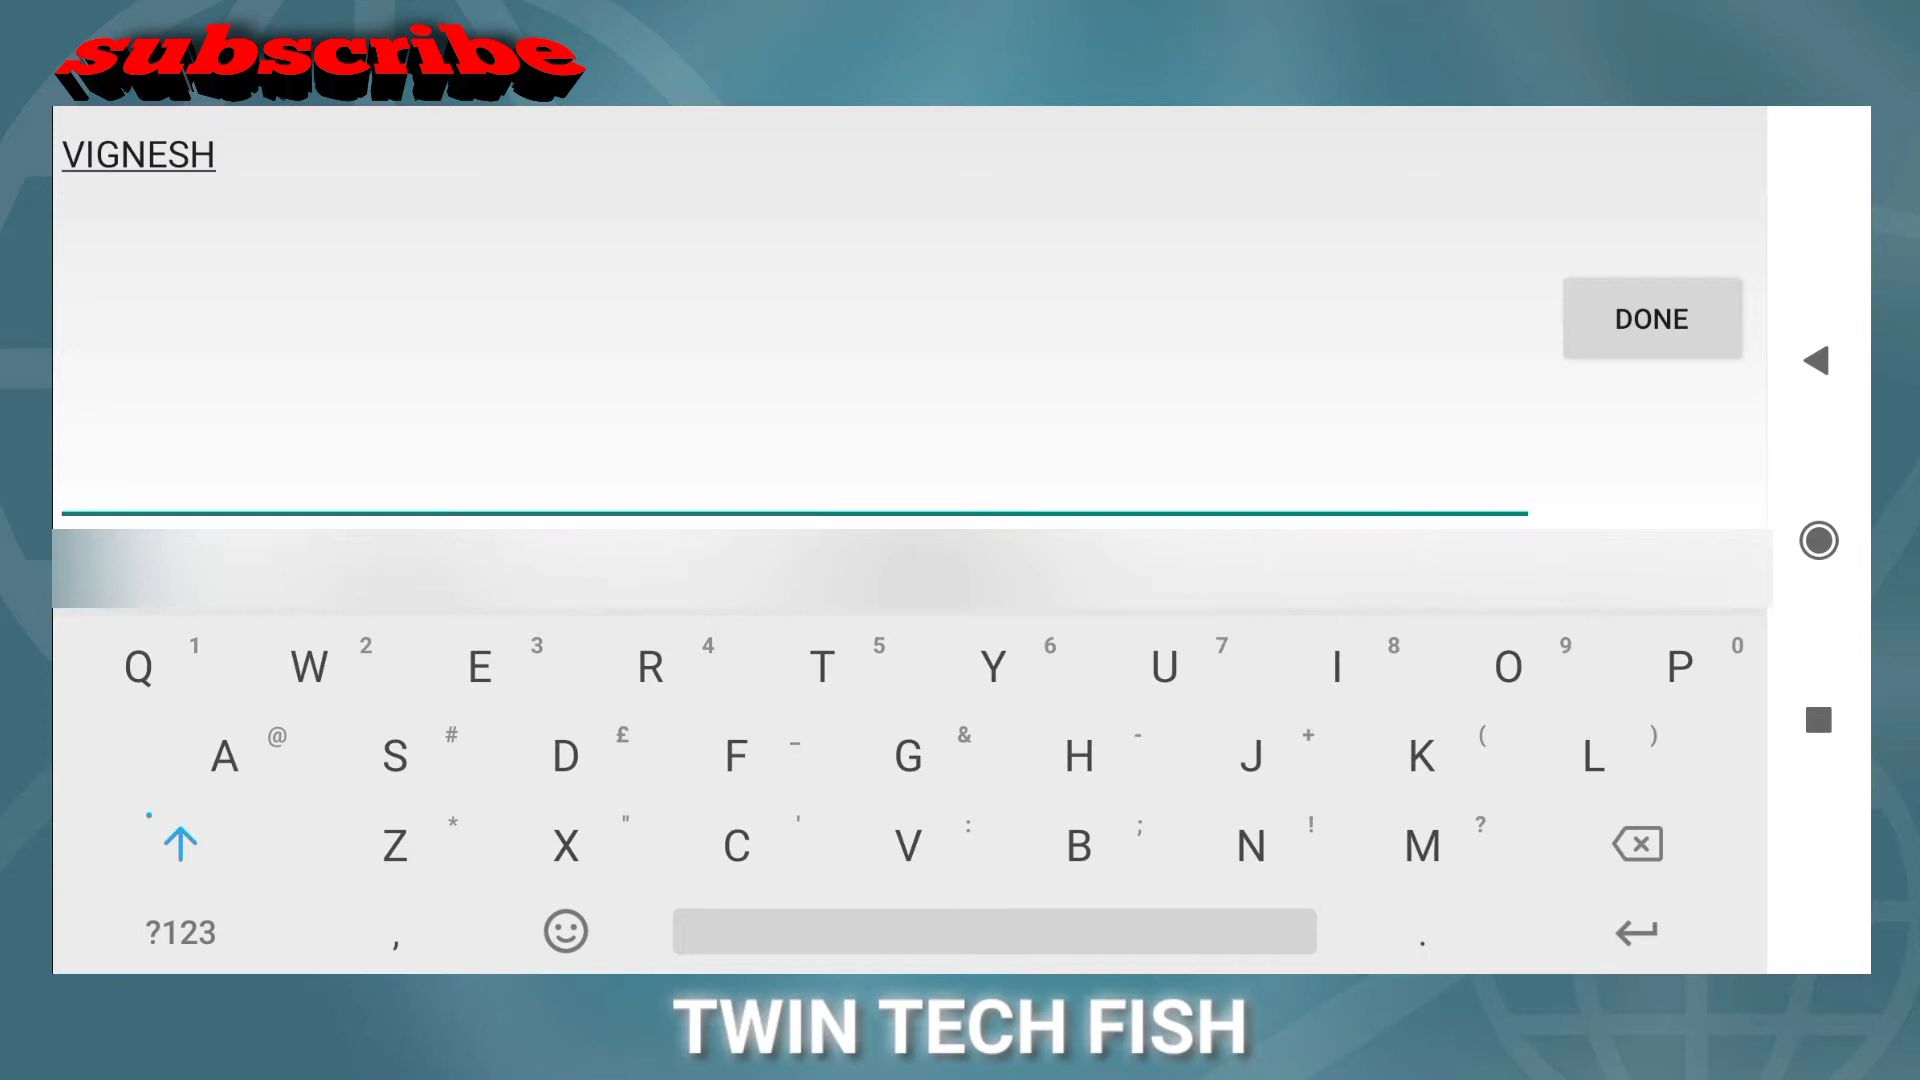 subscribe
VIGNESH
DONE
Q 1 W 2 E 3 R 4 T 5 Y 6 U 7 I 8 O 9 P 0
A @ S # D £ F _ G & H - J + K ( L )
Z * X " C ' V : B ; N ! M ?
?123 , .
TWIN TECH FISH